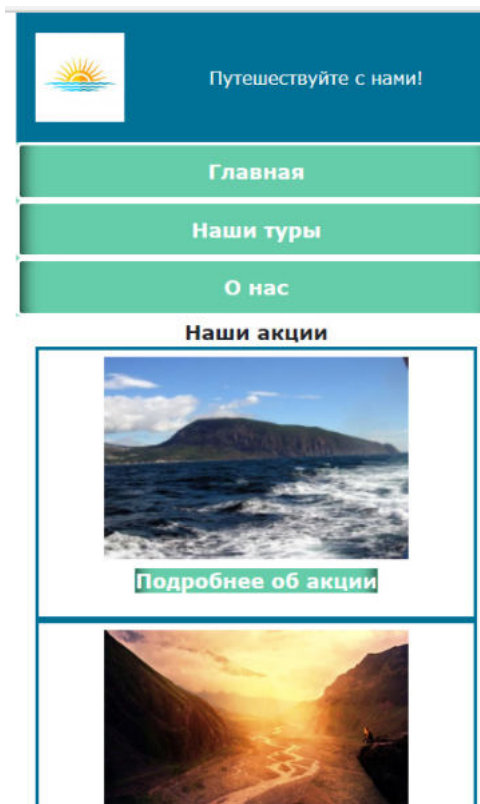 Путешествуйте с нами!
Главная
Наши туры
О нас
Наши акции
Подробнее об акции